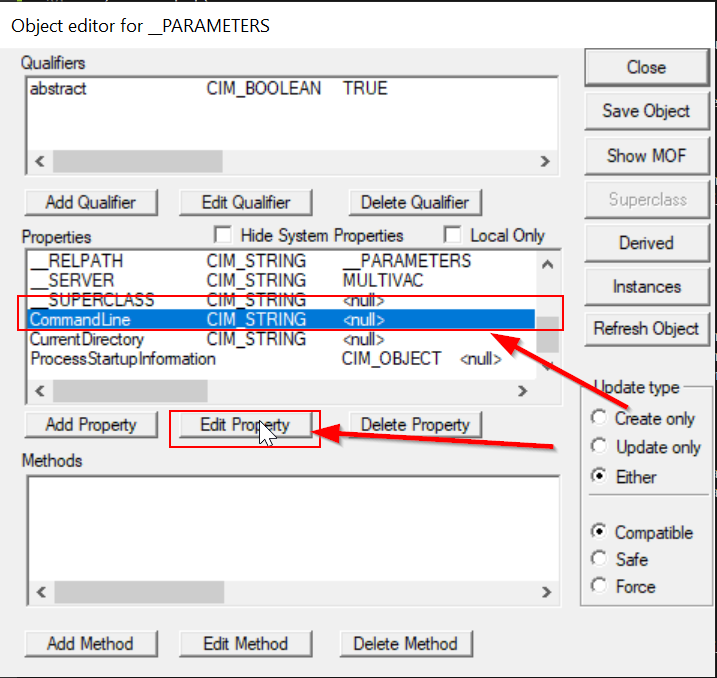 Object editor for __PARAMETERS
Qualifiers
abstract CIM_BOOLEAN TRUE
Close
Save Object
Show MOF
Add Qualifier Edit Qualifier Delete Qualifier
Superclass
Properties Hide System Properties Local Only
Derived
__RELPATH CIM_STRING __PARAMETERS
__SERVER CIM_STRING MULTIVAC
__SUPERCLASS CIM_STRING <null>
CommandLine CIM_STRING <null>
CurrentDirectory CIM_STRING <null>
ProcessStartupInformation CIM_OBJECT <null>
Instances
Refresh Object
Add Property Edit Property Delete Property
Update type
Create only
Update only
Either
Methods
Compatible
Safe
Force
Add Method Edit Method Delete Method